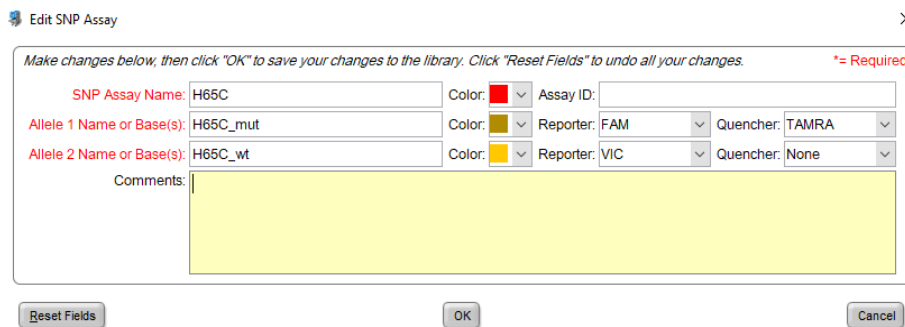 Edit SNP Assay
Make changes below, then click "OK" to save your changes to the library. Click "Reset Fields" to undo all your changes. *= Required
SNP Assay Name: H65C Color: Assay ID:
Allele 1 Name or Base(s): H65C_mut Color: Reporter: FAM Quencher: TAMRA
Allele 2 Name or Base(s): H65C_wt Color: Reporter: VIC Quencher: None
Comments:
Reset Fields OK Cancel